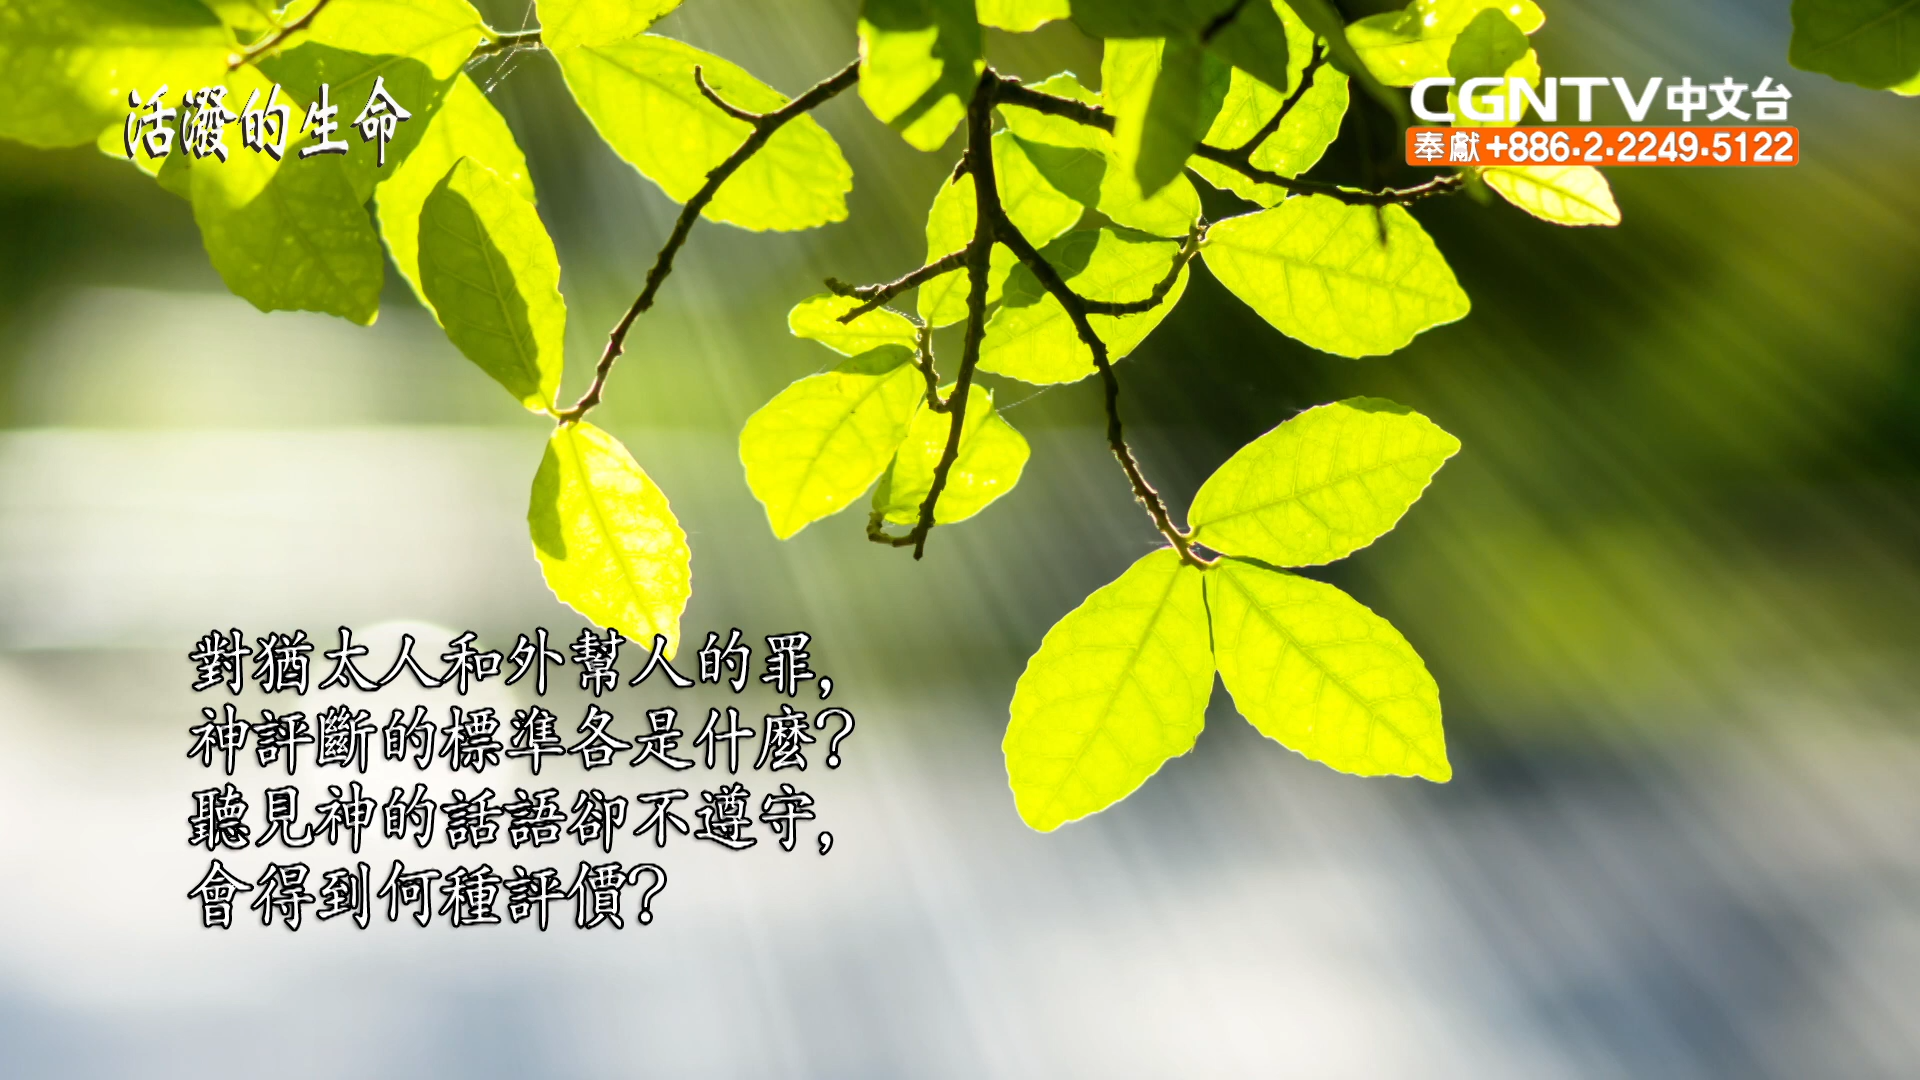 活潑的生命
CGNTV中文台
奉獻+886·2·2249·5122
對猶太人和外幫人的罪,
神評斷的標準各是什麼?
聽見神的話語卻不遵守,
會得到何種評價?